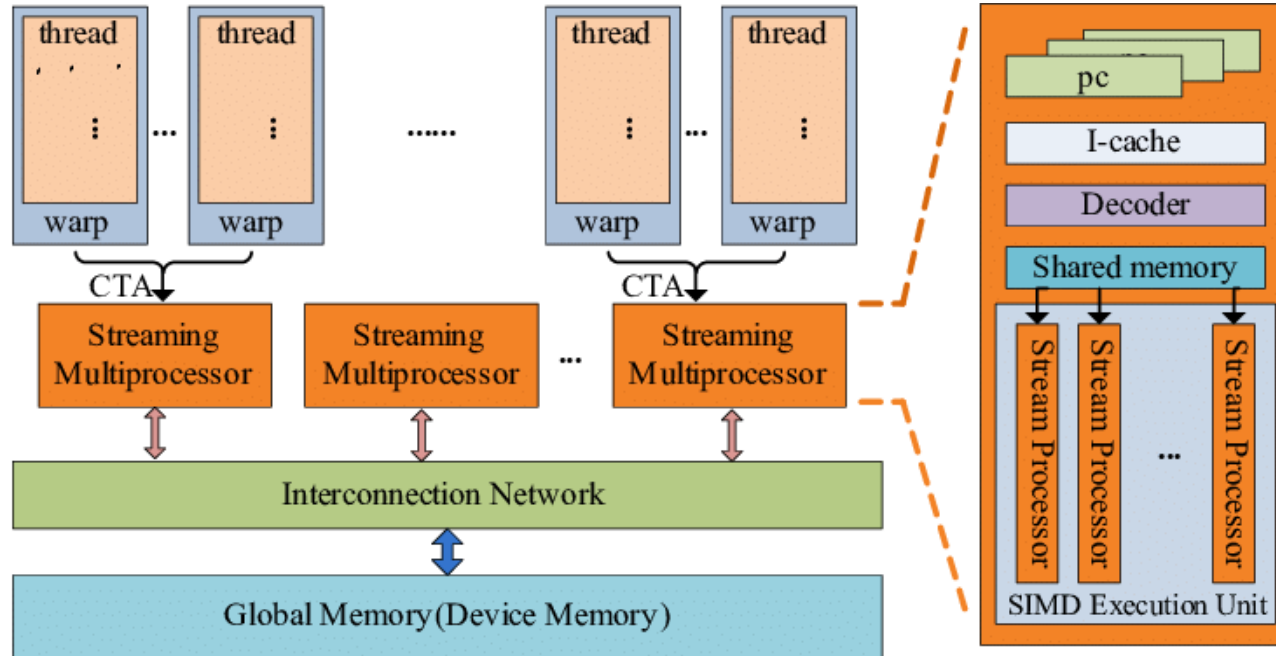 thread
thread
thread
thread
warp
warp
warp
warp
CTA
CTA
Streaming
Multiprocessor
Streaming
Multiprocessor
...
Streaming
Multiprocessor
Interconnection Network
Global Memory(Device Memory)
pc
I-cache
Decoder
Shared memory
Stream Processor
Stream Processor
...
Stream Processor
SIMD Execution Unit